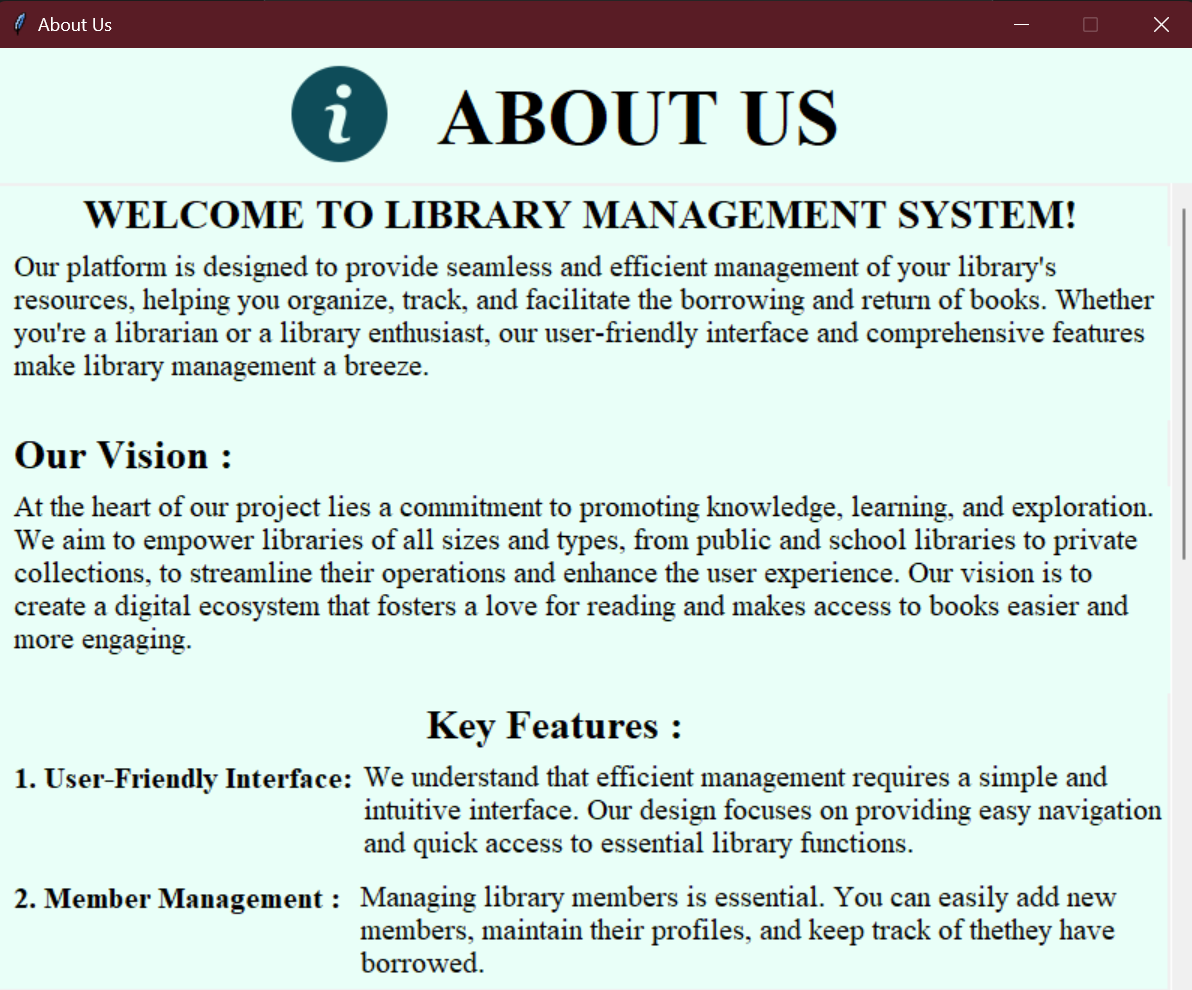 About Us
i ABOUT US
WELCOME TO LIBRARY MANAGEMENT SYSTEM!
Our platform is designed to provide seamless and efficient management of your library's
resources, helping you organize, track, and facilitate the borrowing and return of books. Whether
you're a librarian or a library enthusiast, our user-friendly interface and comprehensive features
make library management a breeze.
Our Vision :
At the heart of our project lies a commitment to promoting knowledge, learning, and exploration.
We aim to empower libraries of all sizes and types, from public and school libraries to private
collections, to streamline their operations and enhance the user experience. Our vision is to
create a digital ecosystem that fosters a love for reading and makes access to books easier and
more engaging.
Key Features :
1. User-Friendly Interface: We understand that efficient management requires a simple and
intuitive interface. Our design focuses on providing easy navigation
and quick access to essential library functions.
2. Member Management : Managing library members is essential. You can easily add new
members, maintain their profiles, and keep track of thethey have
borrowed.